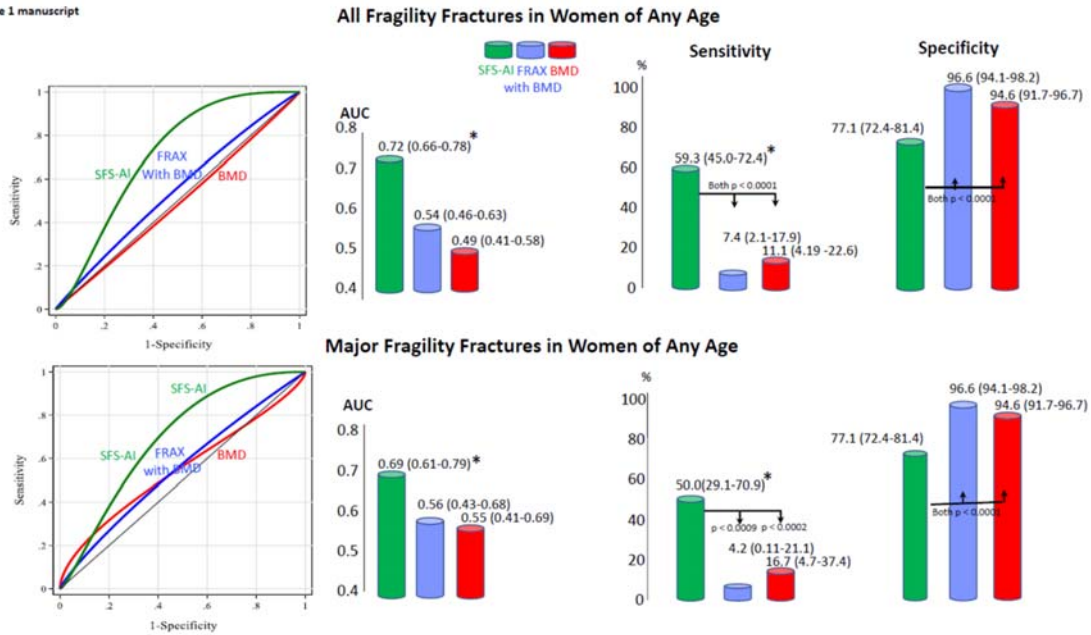 e 1 manuscript
All Fragility Fractures in Women of Any Age
SFS-AI FRAX BMD
with BMD
Sensitivity
Specificity
1
.8
.6
.4
.2
0
Sensitivity
SFS-AI
FRAX
With BMD
BMD
0 .2 .4 .6 .8 1
1-Specificity
AUC
0.8
0.7
0.6
0.5
0.4
0.72 (0.66-0.78)*
0.54 (0.46-0.63)
0.49 (0.41-0.58)
%
100
80
60
40
20
0
59.3 (45.0-72.4)*
Both p < 0.0001
7.4 (2.1-17.9)
11.1 (4.19 -22.6)
77.1 (72.4-81.4)
96.6 (94.1-98.2)
94.6 (91.7-96.7)
Both p < 0.0001
Major Fragility Fractures in Women of Any Age
1
.8
.6
.4
.2
0
Sensitivity
SFS-AI
SFS-AI
FRAX
with BMD
BMD
0 .2 .4 .6 .8 1
1-Specificity
AUC
0.8
0.7
0.6
0.5
0.4
0.69 (0.61-0.79)*
0.56 (0.43-0.68)
0.55 (0.41-0.69)
%
100
80
60
40
20
0
50.0(29.1-70.9)*
p < 0.0009 p < 0.0002
4.2 (0.11-21.1)
16.7 (4.7-37.4)
77.1 (72.4-81.4)
96.6 (94.1-98.2)
94.6 (91.7-96.7)
Both p < 0.0001